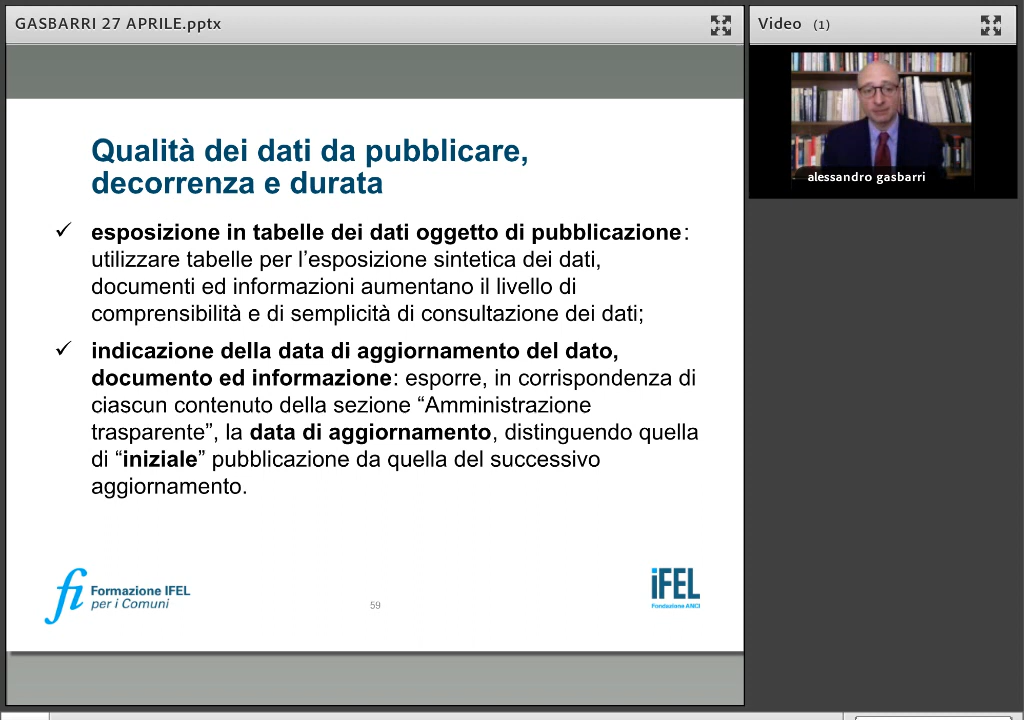 GASBARRI 27 APRILE.pptx
Video (1)
alessandro gasbarri
Qualità dei dati da pubblicare,
decorrenza e durata
✓ esposizione in tabelle dei dati oggetto di pubblicazione:
utilizzare tabelle per l’esposizione sintetica dei dati,
documenti ed informazioni aumentano il livello di
comprensibilità e di semplicità di consultazione dei dati;
✓ indicazione della data di aggiornamento del dato,
documento ed informazione: esporre, in corrispondenza di
ciascun contenuto della sezione “Amministrazione
trasparente”, la data di aggiornamento, distinguendo quella
di “iniziale” pubblicazione da quella del successivo
aggiornamento.
fi Formazione IFEL
per i Comuni
59
iFEL
Fondazione ANCI